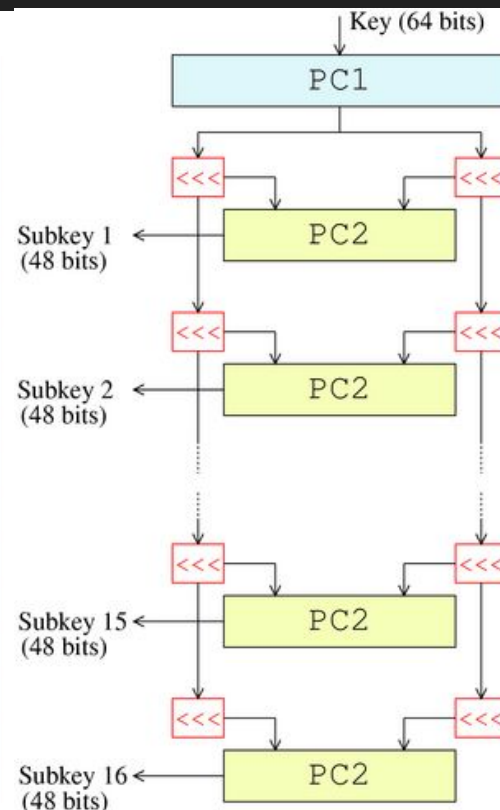 Key (64 bits)
PC1
<<< <<<
PC2
Subkey 1
(48 bits)
<<< <<<
PC2
Subkey 2
(48 bits)
<<< <<<
PC2
Subkey 15
(48 bits)
<<< <<<
PC2
Subkey 16
(48 bits)